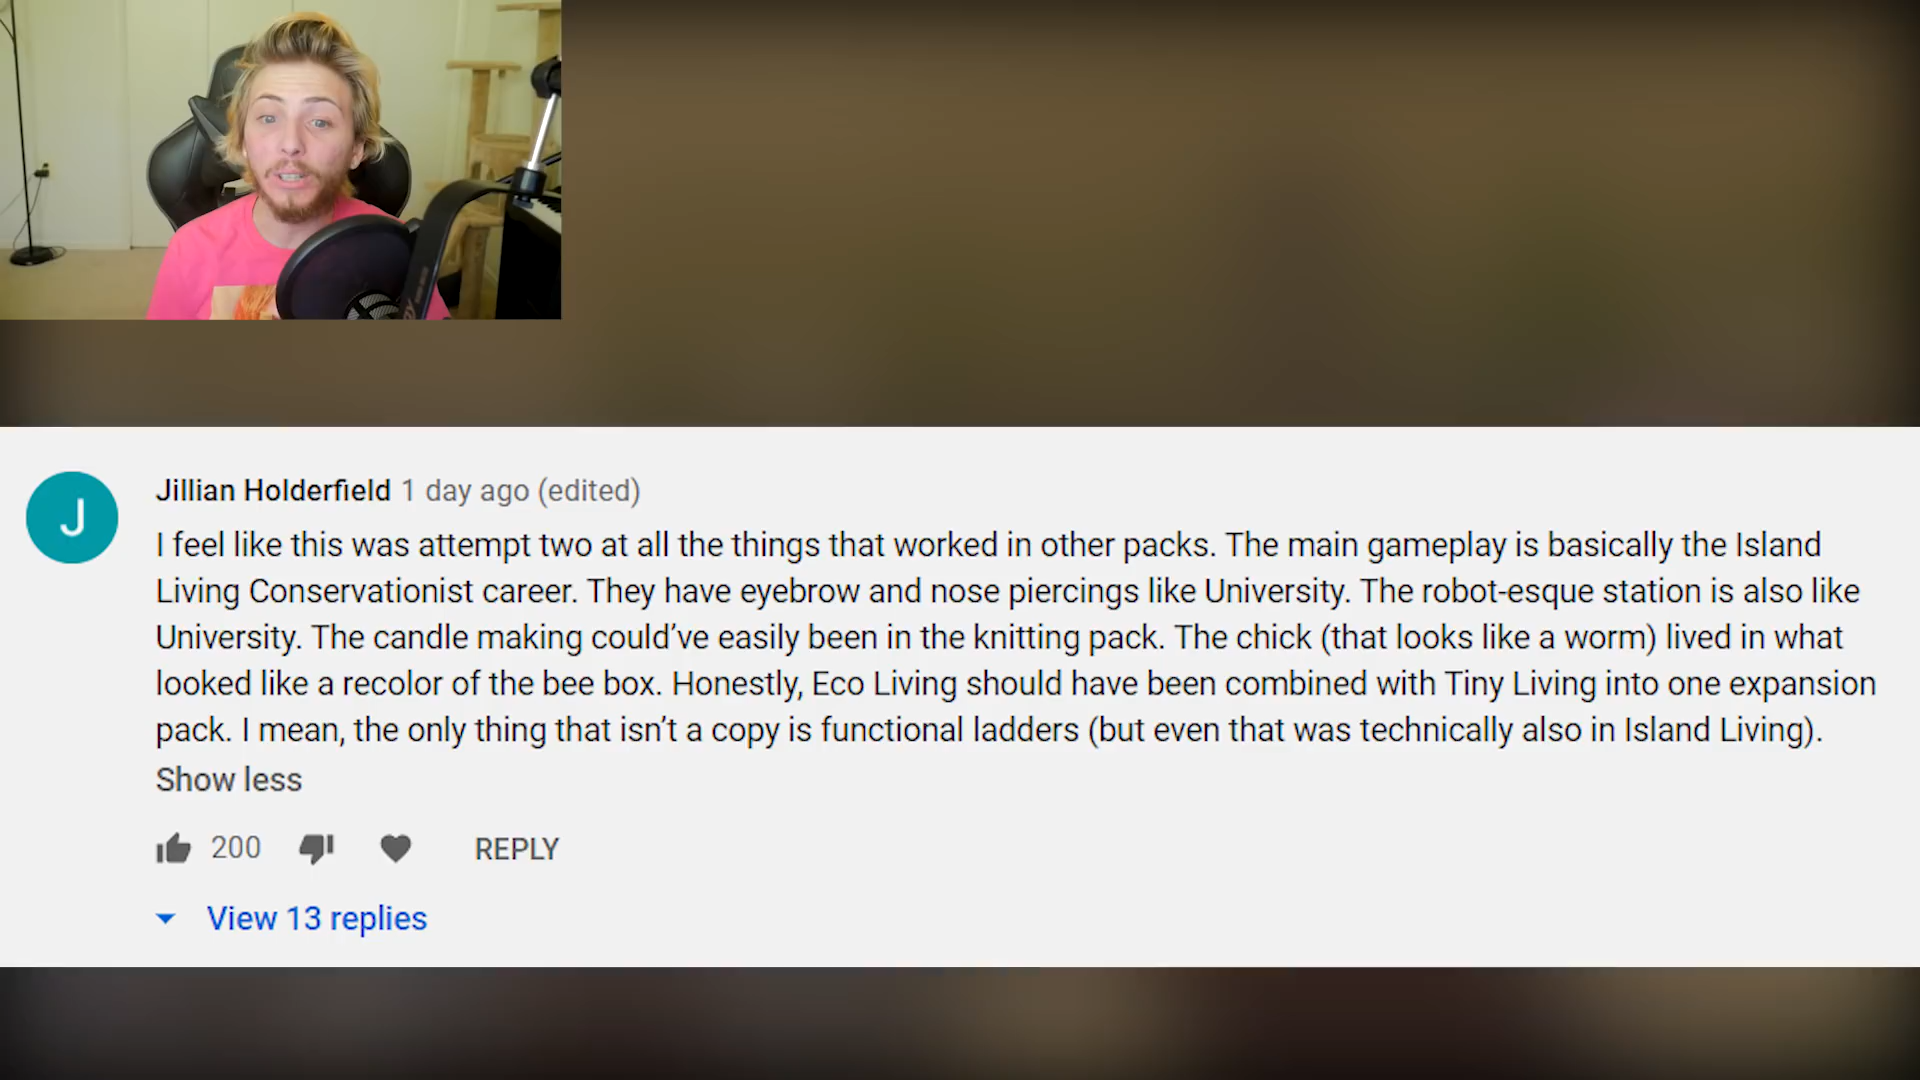 J
Jillian Holderfield 1 day ago (edited)
I feel like this was attempt two at all the things that worked in other packs. The main gameplay is basically the Island
Living Conservationist career. They have eyebrow and nose piercings like University. The robot-esque station is also like
University. The candle making could’ve easily been in the knitting pack. The chick (that looks like a worm) lived in what
looked like a recolor of the bee box. Honestly, Eco Living should have been combined with Tiny Living into one expansion
pack. I mean, the only thing that isn’t a copy is functional ladders (but even that was technically also in Island Living).
Show less
200 REPLY
View 13 replies